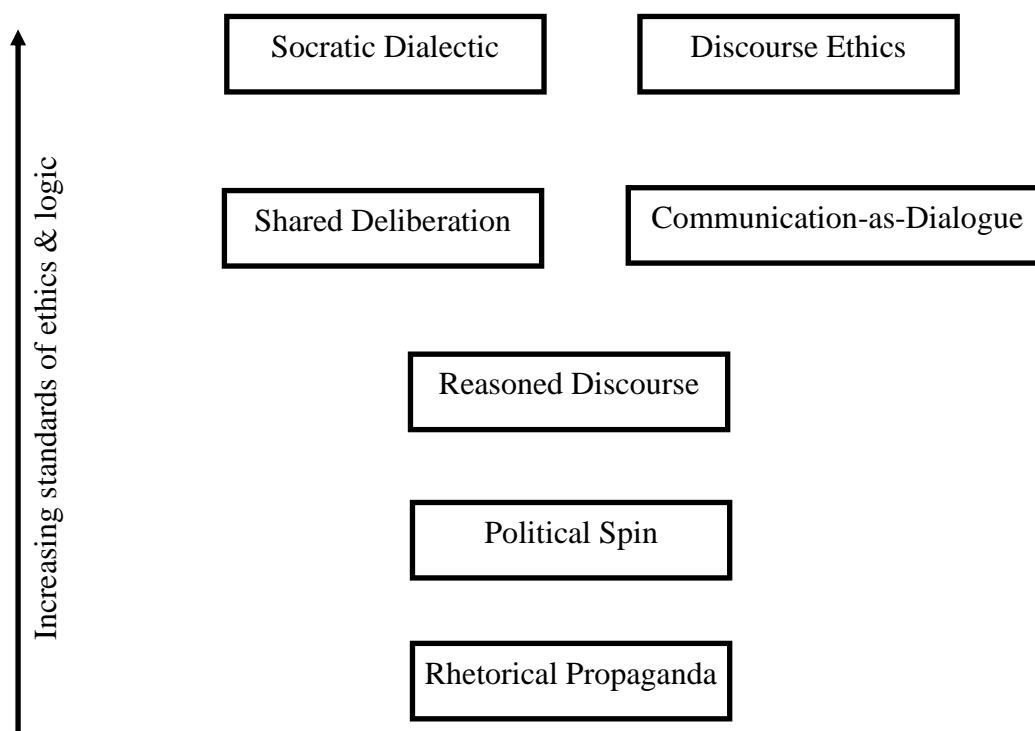 Socratic Dialectic
Discourse Ethics
Shared Deliberation
Communication-as-Dialogue
Reasoned Discourse
Political Spin
Rhetorical Propaganda
Increasing standards of ethics & logic